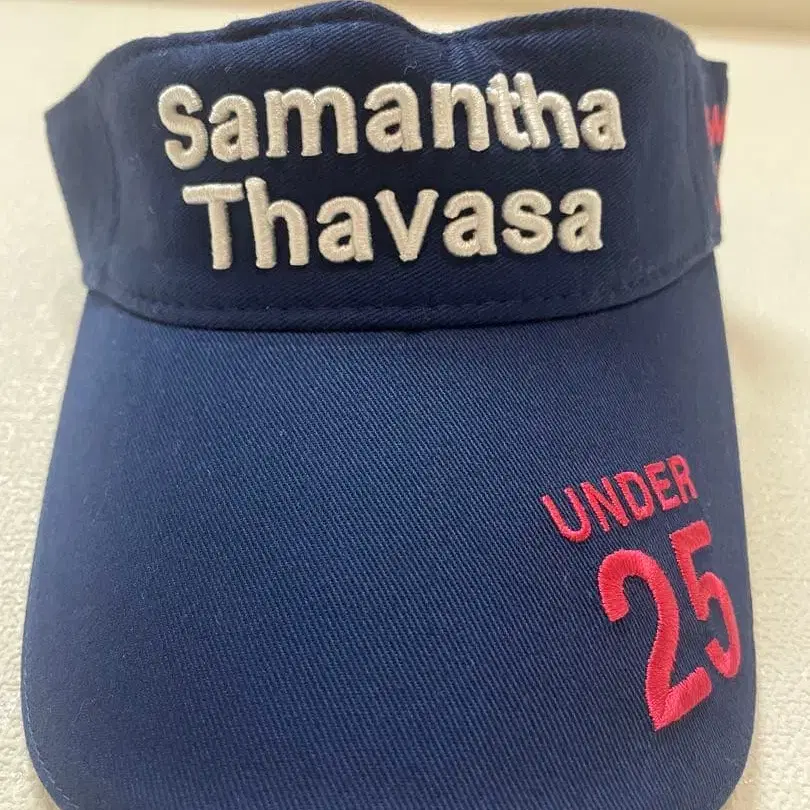 Samantha
Thavasa
UNDER
25